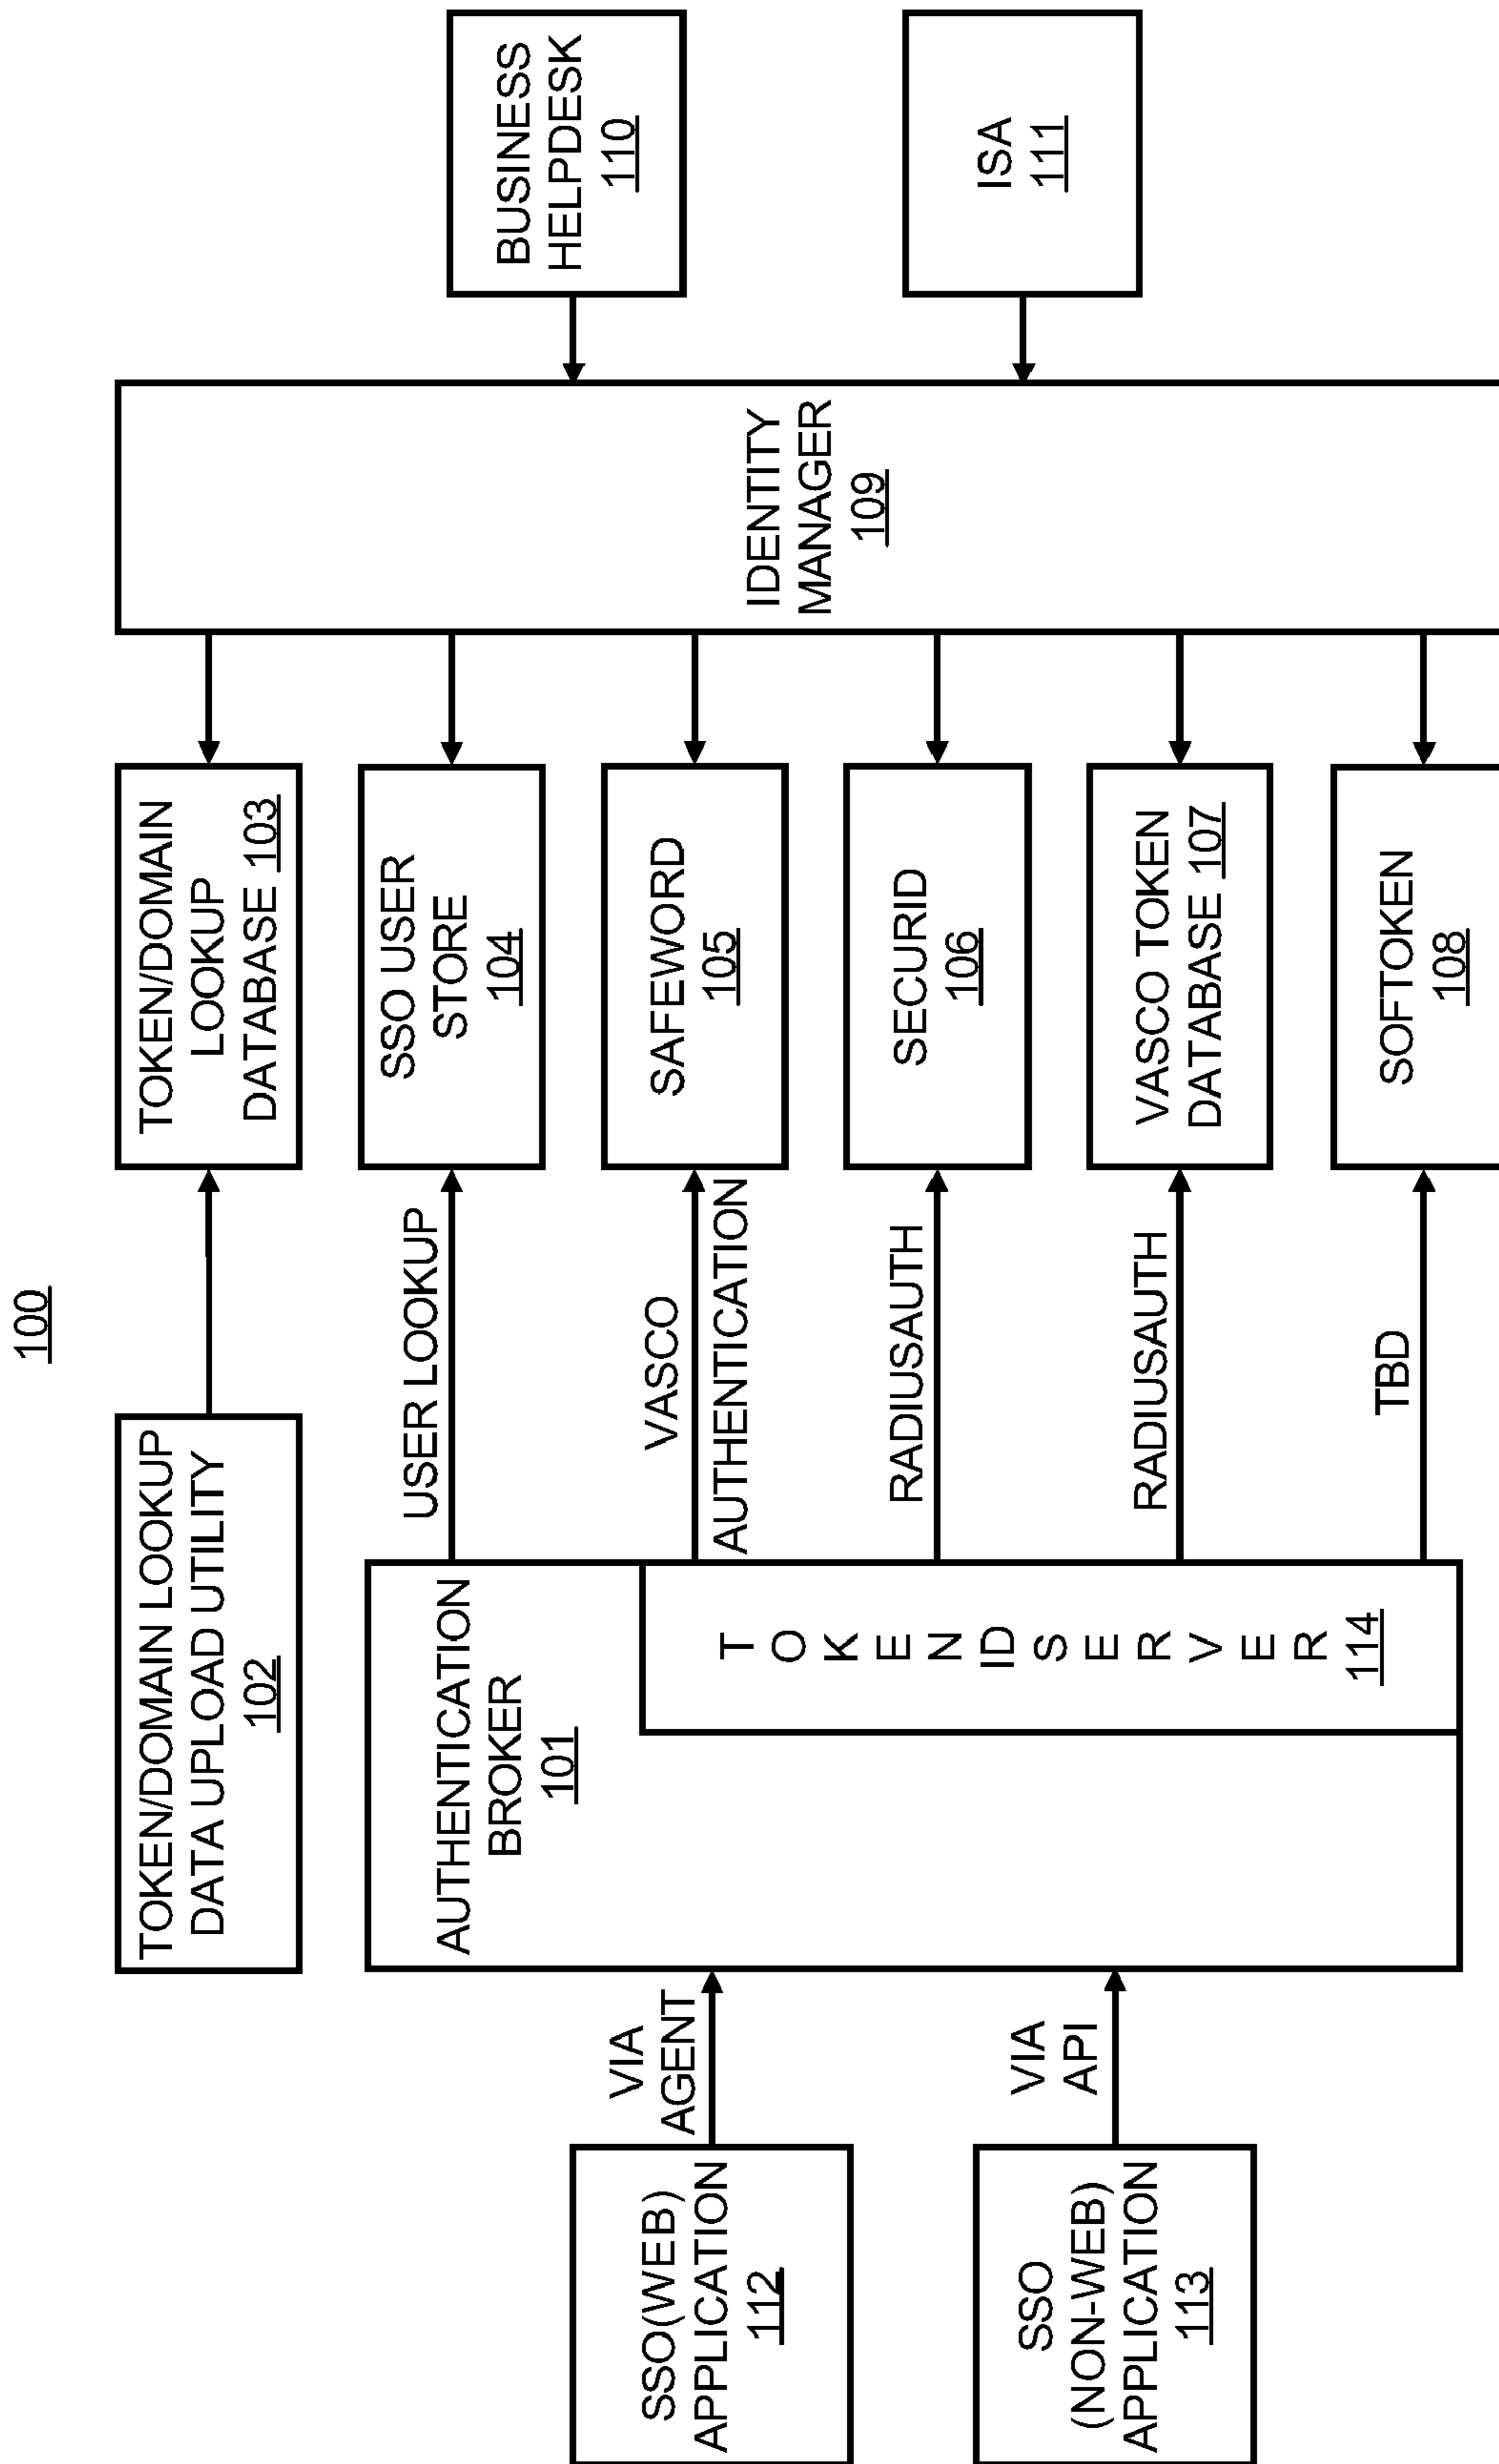 100
TOKEN/DOMAIN LOOKUP
DATA UPLOAD UTILITY
102
TOKEN/DOMAIN
LOOKUP
DATABASE 103
SSO(WEB)
APPLICATION
112
VIA
AGENT
SSO
(NON-WEB)
APPLICATION
113
VIA
API
AUTHENTICATION
BROKER
101
T
O
K
E
N
ID
S
E
R
V
E
R
114
USER LOOKUP
VASCO
AUTHENTICATION
RADIUSAUTH
RADIUSAUTH
TBD
SSO USER
STORE
104
SAFEWORD
105
SECURID
106
VASCO TOKEN
DATABASE 107
SOFTOKEN
108
IDENTITY
MANAGER
109
BUSINESS
HELPDESK
110
ISA
111